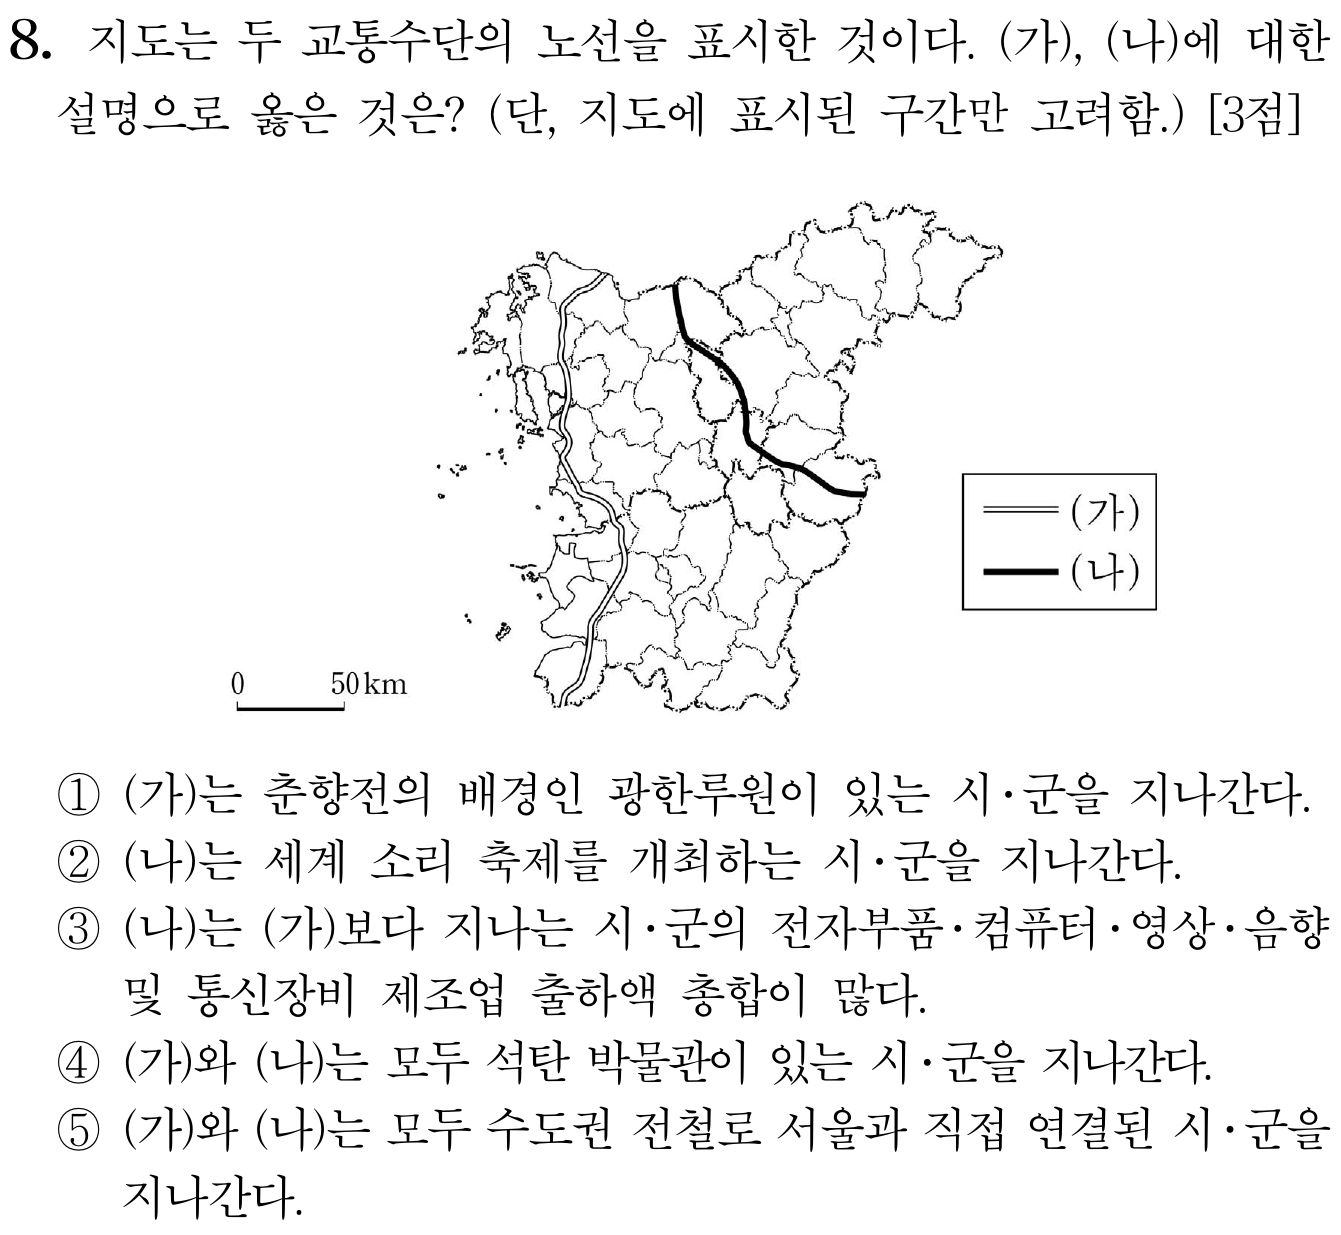 8. 지도는 두 교통수단의 노선을 표시한 것이다. (가), (나)에 대한
설명으로 옳은 것은? (단, 지도에 표시된 구간만 고려함.) [3점]
(가)
(나)
0 50km
① (가)는 춘향전의 배경인 광한루원이 있는 시·군을 지나간다.
② (나)는 세계 소리 축제를 개최하는 시·군을 지나간다.
③ (나)는 (가)보다 지나는 시·군의 전자부품·컴퓨터·영상·음향
및 통신장비 제조업 출하액 총합이 많다.
④ (가)와 (나)는 모두 석탄 박물관이 있는 시·군을 지나간다.
⑤ (가)와 (나)는 모두 수도권 전철로 서울과 직접 연결된 시·군을
지나간다.